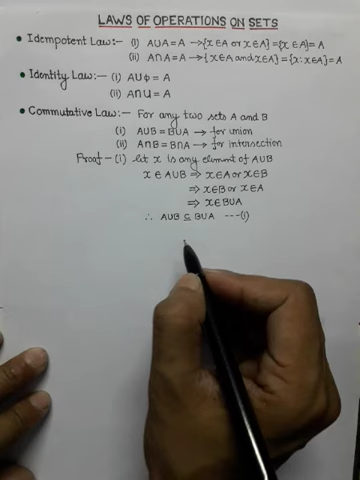 LAWS OF OPERATIONS ON SETS
• Idempotent Law:- (i) A∪A = A → {x∈A or x∈A} = {x∈A} = A
(ii) A∩A = A → {x∈A and x∈A} = {x:x∈A} = A
• Identity Law:- (i) A∪ϕ = A
(ii) A∩U = A
• Commutative Law:- For any two sets A and B
(i) A∪B = B∪A → for union
(ii) A∩B = B∩A → for intersection
Proof - (i) let x is any element of A∪B
x ∈ A∪B ⇒ x∈A or x∈B
⇒ x∈B or x∈A
⇒ x∈B∪A
∴ A∪B ⊆ B∪A ---(i)